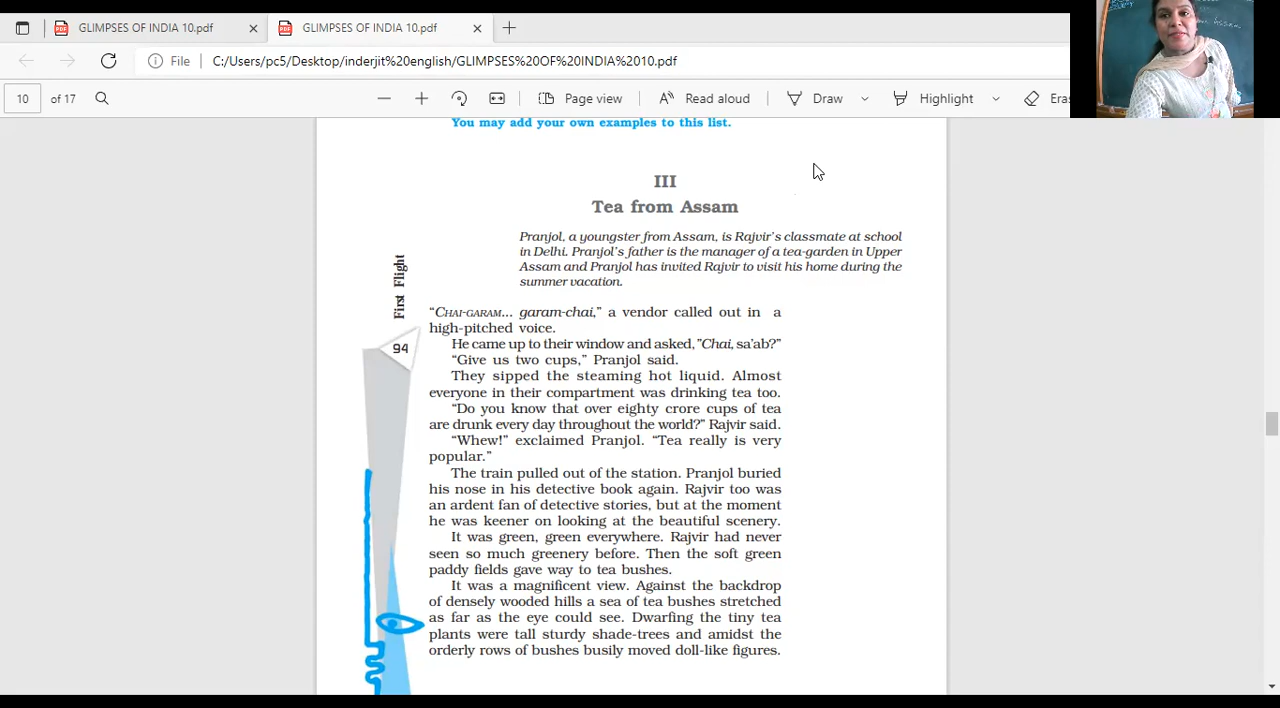 GLIMPSES OF INDIA 10.pdf
GLIMPSES OF INDIA 10.pdf
File
C:/Users/pc5/Desktop/inderjit%20english/GLIMPSES%20OF%20INDIA%2010.pdf
10 of 17
Page view
Read aloud
Draw
Highlight
Eras
You may add your own examples to this list.
III
Tea from Assam
Pranjol, a youngster from Assam, is Rajvir's classmate at school
in Delhi. Pranjol's father is the manager of a tea-garden in Upper
Assam and Pranjol has invited Rajvir to visit his home during the
summer vacation.
First Flight
94
“CHAI-GARAM... garam-chai,” a vendor called out in a
high-pitched voice.
He came up to their window and asked, ”Chai, sa'ab?”
“Give us two cups,” Pranjol said.
They sipped the steaming hot liquid. Almost
everyone in their compartment was drinking tea too.
“Do you know that over eighty crore cups of tea
are drunk every day throughout the world?” Rajvir said.
“Whew!” exclaimed Pranjol. “Tea really is very
popular.”
The train pulled out of the station. Pranjol buried
his nose in his detective book again. Rajvir too was
an ardent fan of detective stories, but at the moment
he was keener on looking at the beautiful scenery.
It was green, green everywhere. Rajvir had never
seen so much greenery before. Then the soft green
paddy fields gave way to tea bushes.
It was a magnificent view. Against the backdrop
of densely wooded hills a sea of tea bushes stretched
as far as the eye could see. Dwarfing the tiny tea
plants were tall sturdy shade-trees and amidst the
orderly rows of bushes busily moved doll-like figures.